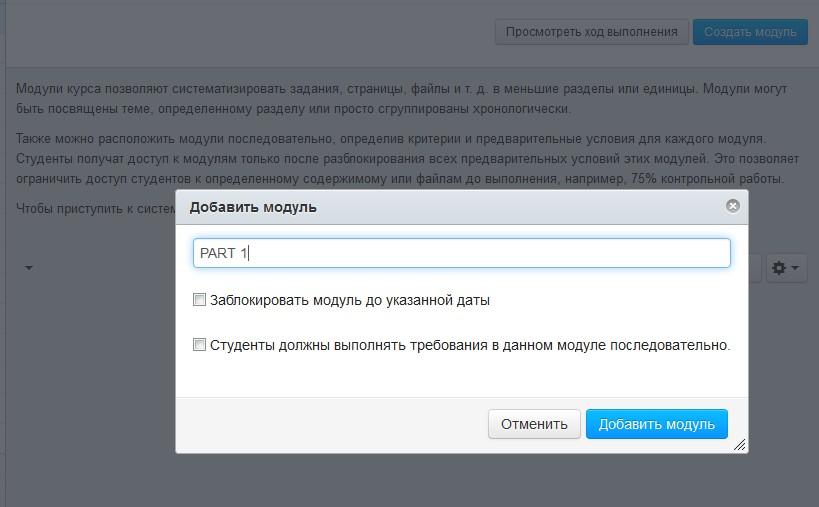 Просмотреть ход выполнения
Создать модуль
Модули курса позволяют систематизировать задания, страницы, файлы и т. д. в меньшие разделы или единицы. Модули могут
быть посвящены теме, определенному разделу или просто сгруппированы хронологически.
Также можно расположить модули последовательно, определив критерии и предварительные условия для каждого модуля.
Студенты получат доступ к модулям только после разблокирования всех предварительных условий этих модулей. Это позволяет
ограничить доступ студентов к определенному содержимому или файлам до выполнения, например, 75% контрольной работы.
Чтобы приступить к
Добавить модуль
PART 1
Заблокировать модуль до указанной даты
Студенты должны выполнять требования в данном модуле последовательно.
Отменить
Добавить модуль